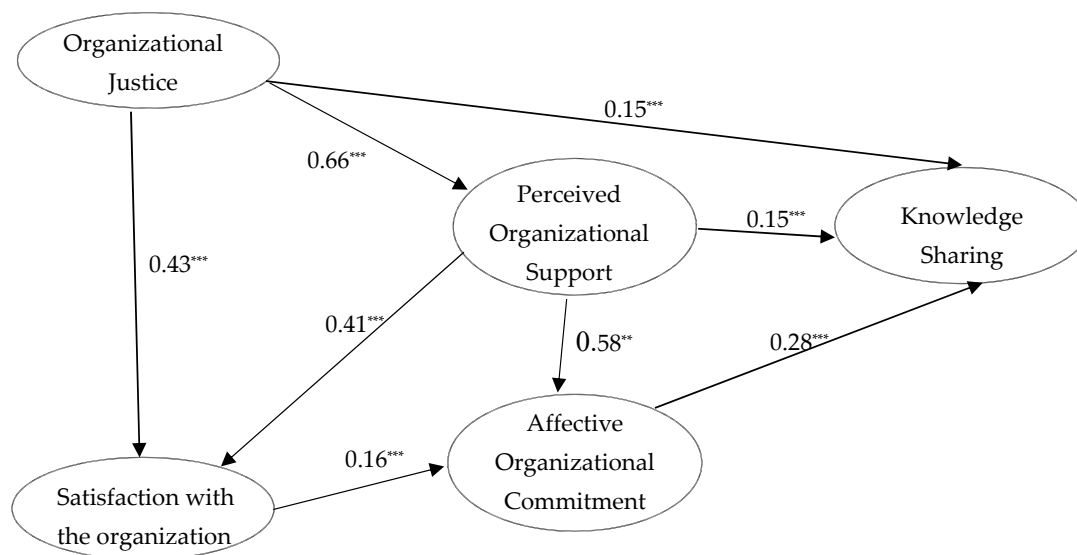 Organizational
Justice
0.15***
0.66***
Perceived
Organizational
Support
0.15***
Knowledge
Sharing
0.43***
0.41***
0.58**
0.28***
Affective
Organizational
Commitment
0.16***
Satisfaction with
the organization